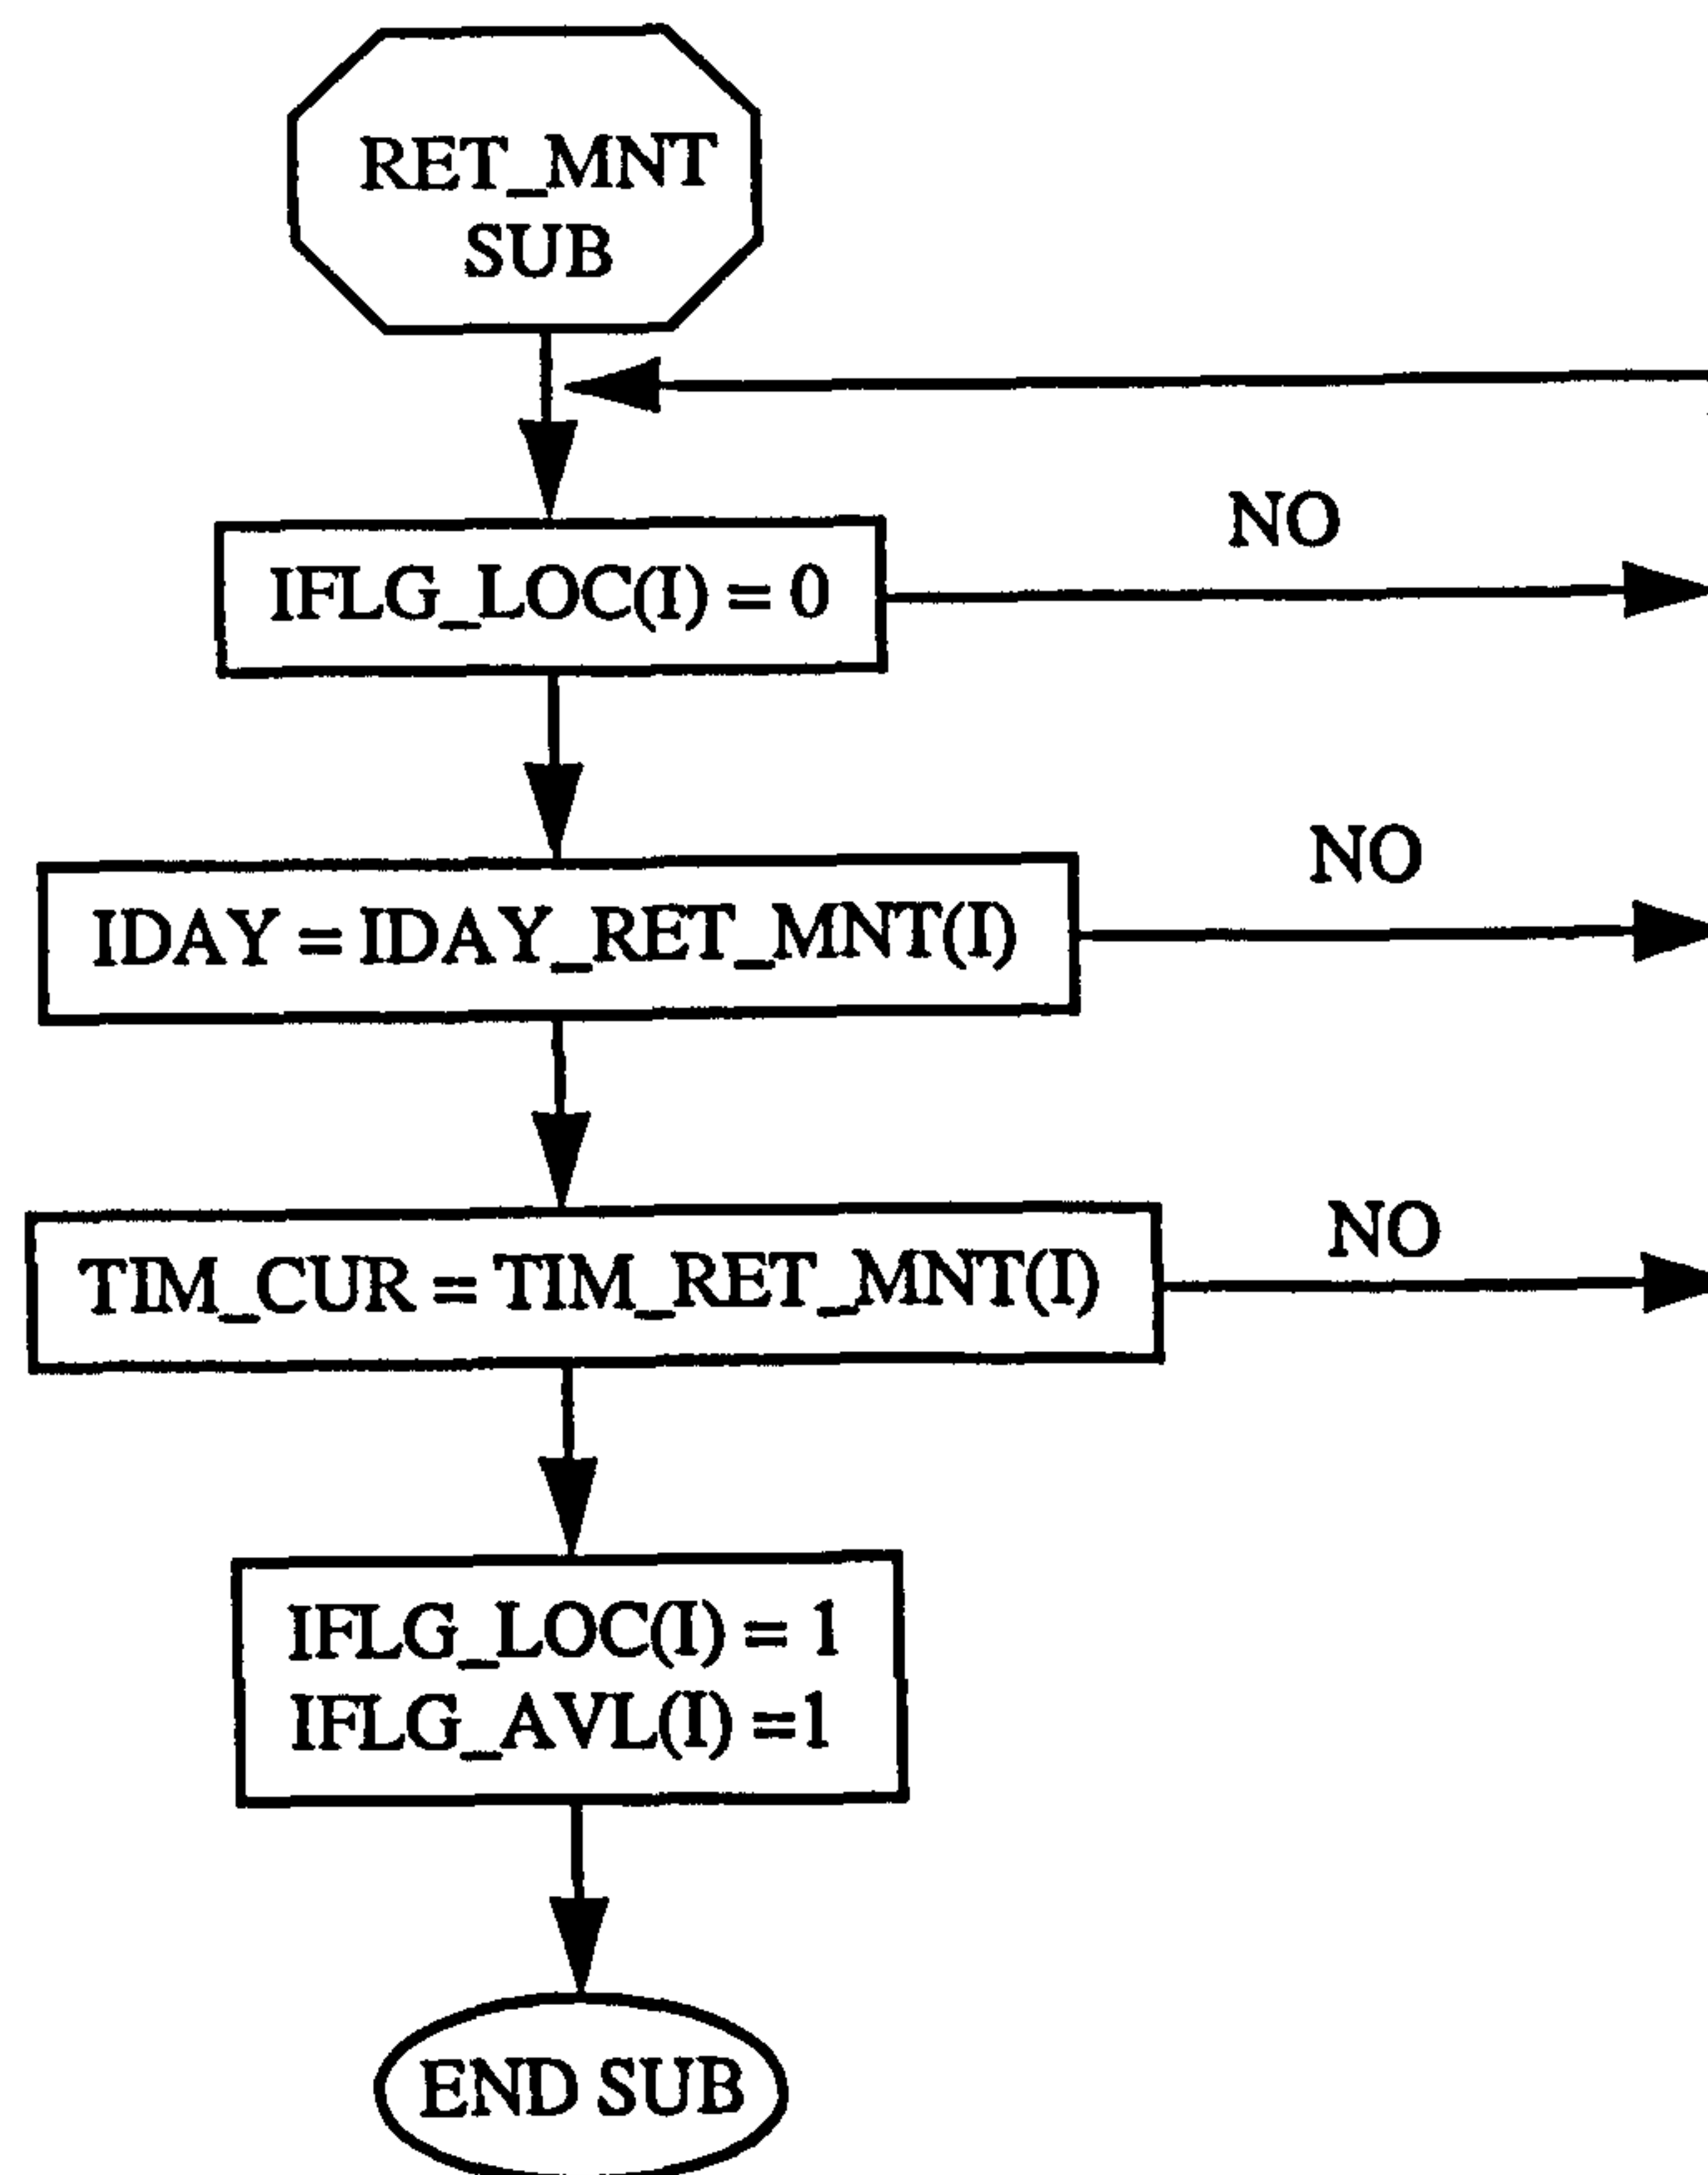 RET_MNT
SUB
NO
IFLG_LOC(I) = 0
NO
IDAY = IDAY_RET_MNT(I)
NO
TIM_CUR = TIM_RET_MNT(I)
IFLG_LOC(I) = 1
IFLG_AVL(I) =1
END SUB